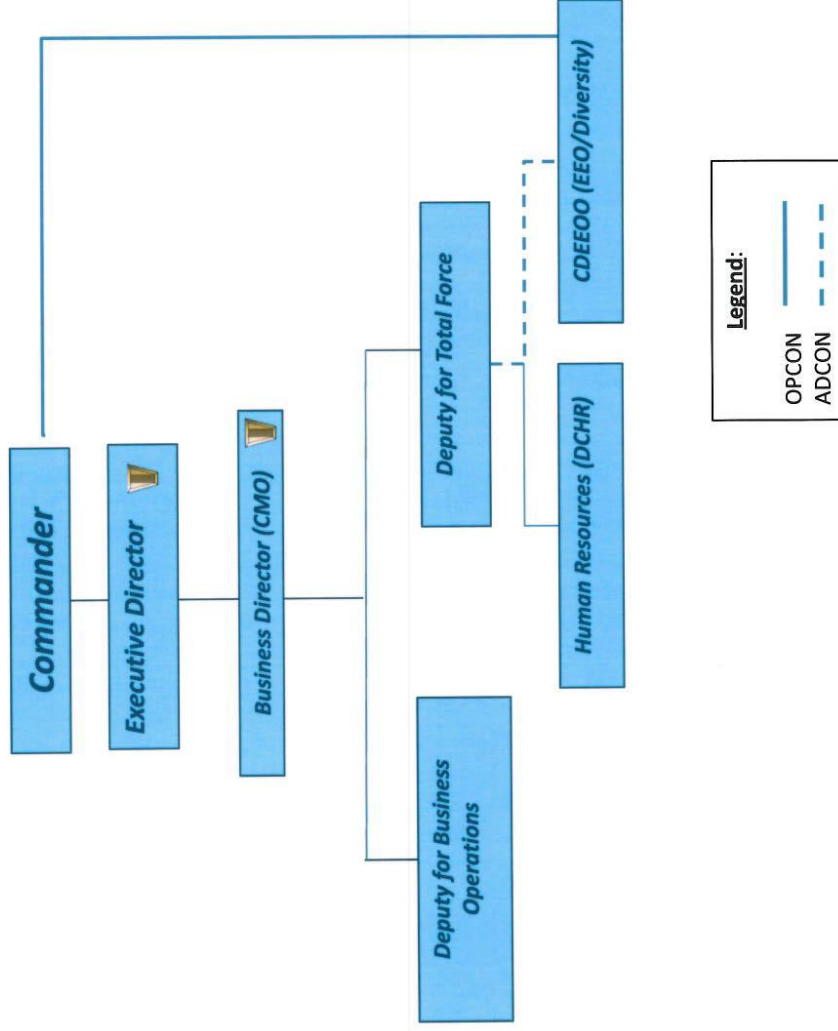 Commander
Executive Director
Business Director (CMO)
Deputy for Business
Operations
Deputy for Total Force
Human Resources (DCHR)
CDEEOO (EEO/Diversity)
Legend:
OPCON
ADCON